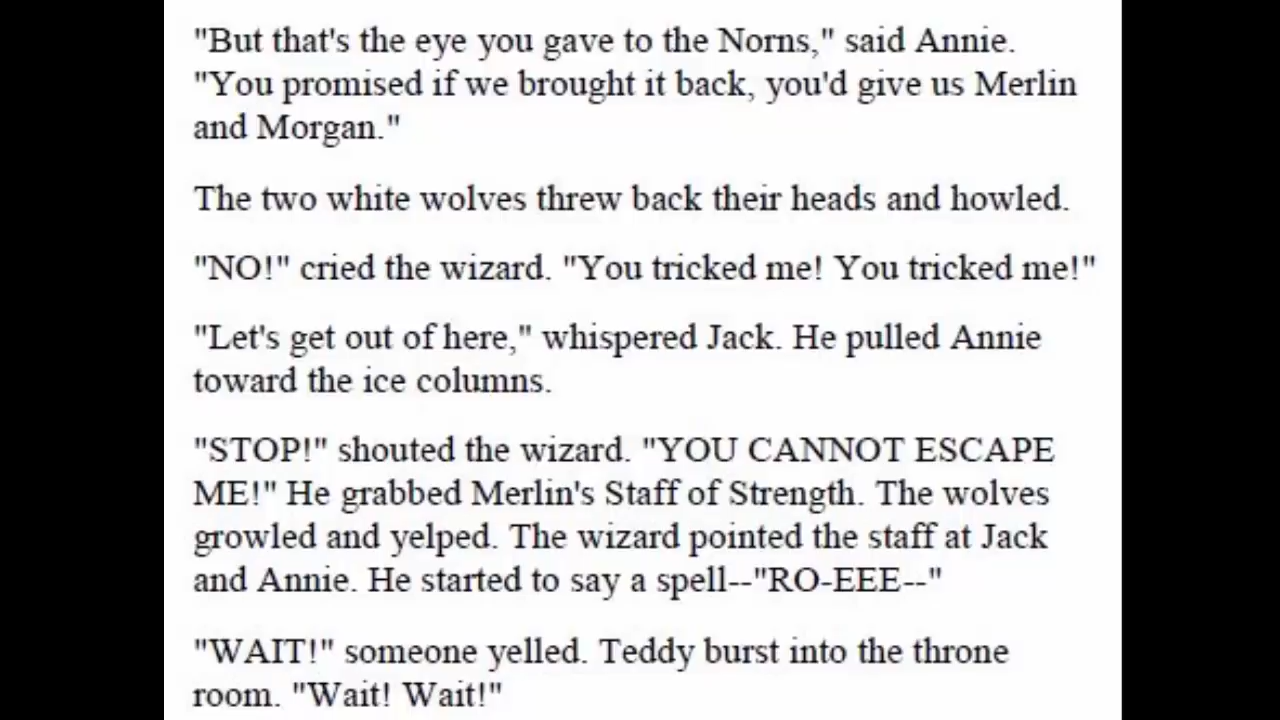 "But that's the eye you gave to the Norns," said Annie.
"You promised if we brought it back, you'd give us Merlin
and Morgan."
The two white wolves threw back their heads and howled.
"NO!" cried the wizard. "You tricked me! You tricked me!"
"Let's get out of here," whispered Jack. He pulled Annie
toward the ice columns.
"STOP!" shouted the wizard. "YOU CANNOT ESCAPE
ME!" He grabbed Merlin's Staff of Strength. The wolves
growled and yelped. The wizard pointed the staff at Jack
and Annie. He started to say a spell--"RO-EEE--"
"WAIT!" someone yelled. Teddy burst into the throne
room. "Wait! Wait!"